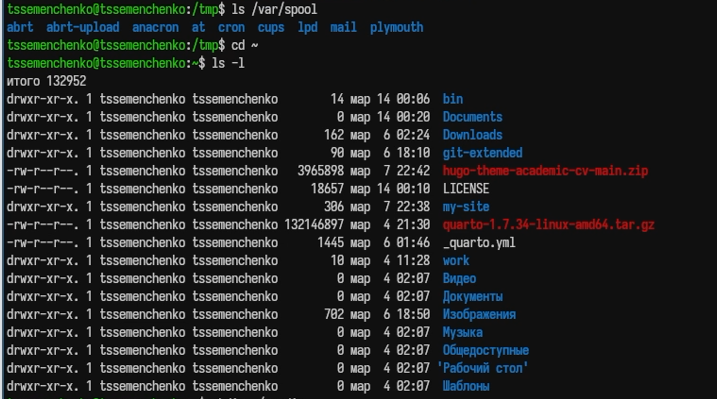 tssemenchenko@tssemenchenko:/tmp$ ls /var/spool
abrt abrt-upload anacron at cron cups lpd mail plymouth
tssemenchenko@tssemenchenko:/tmp$ cd ~
tssemenchenko@tssemenchenko:~$ ls -l
итого 132952
drwxr-xr-x. 1 tssemenchenko tssemenchenko 14 мар 14 00:06 bin
drwxr-xr-x. 1 tssemenchenko tssemenchenko 0 мар 14 00:20 Documents
drwxr-xr-x. 1 tssemenchenko tssemenchenko 162 мар 6 02:24 Downloads
drwxr-xr-x. 1 tssemenchenko tssemenchenko 90 мар 6 18:10 git-extended
-rw-r--r--. 1 tssemenchenko tssemenchenko 3965898 мар 7 22:42 hugo-theme-academic-cv-main.zip
-rw-r--r--. 1 tssemenchenko tssemenchenko 18657 мар 14 00:10 LICENSE
drwxr-xr-x. 1 tssemenchenko tssemenchenko 306 мар 7 22:38 my-site
-rw-r--r--. 1 tssemenchenko tssemenchenko 132146897 мар 4 21:30 quarto-1.7.34-linux-amd64.tar.gz
-rw-r--r--. 1 tssemenchenko tssemenchenko 1445 мар 6 01:46 _quarto.yml
drwxr-xr-x. 1 tssemenchenko tssemenchenko 10 мар 4 11:28 work
drwxr-xr-x. 1 tssemenchenko tssemenchenko 0 мар 4 02:07 Видео
drwxr-xr-x. 1 tssemenchenko tssemenchenko 0 мар 4 02:07 Документы
drwxr-xr-x. 1 tssemenchenko tssemenchenko 702 мар 6 18:50 Изображения
drwxr-xr-x. 1 tssemenchenko tssemenchenko 0 мар 4 02:07 Музыка
drwxr-xr-x. 1 tssemenchenko tssemenchenko 0 мар 4 02:07 Общедоступные
drwxr-xr-x. 1 tssemenchenko tssemenchenko 0 мар 4 02:07 'Рабочий стол'
drwxr-xr-x. 1 tssemenchenko tssemenchenko 0 мар 4 02:07 Шаблоны